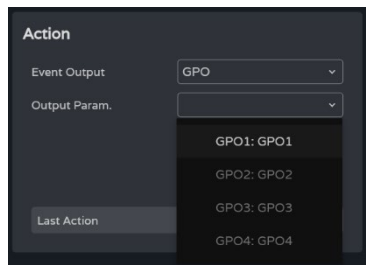 Action
Event Output GPO
Output Param.
GPO1: GPO1
GPO2: GPO2
GPO3: GPO3
Last Action
GPO4: GPO4